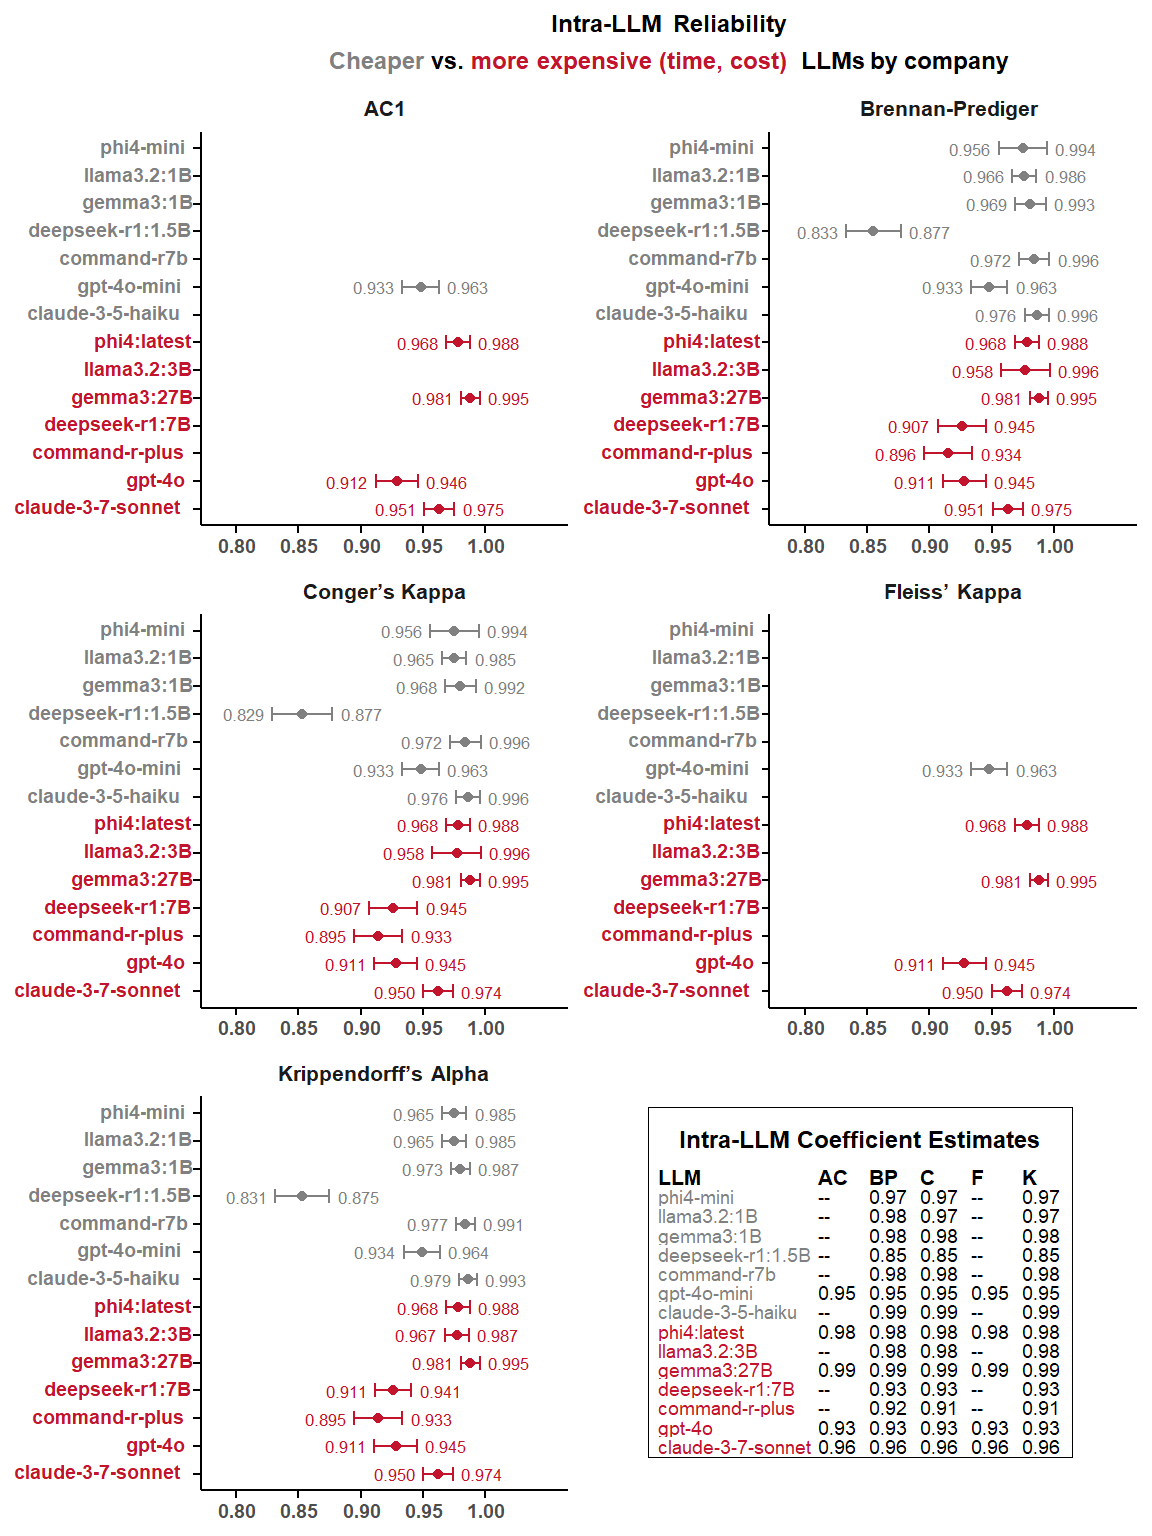 Intra-LLM Reliability
Cheaper vs. more expensive (time, cost) LLMs by company
AC1
phi4-mini
llama3.2:1B
gemma3:1B
deepseek-r1:1.5B
command-r7b
gpt-4o-mini 0.933 0.963
claude-3-5-haiku
phi4:latest 0.968 0.988
llama3.2:3B
gemma3:27B 0.981 0.995
deepseek-r1:7B
command-r-plus
gpt-4o 0.912 0.946
claude-3-7-sonnet 0.951 0.975
0.80 0.85 0.90 0.95 1.00
Brennan-Prediger
phi4-mini 0.956 0.994
llama3.2:1B 0.966 0.986
gemma3:1B 0.969 0.993
deepseek-r1:1.5B 0.833 0.877
command-r7b 0.972 0.996
gpt-4o-mini 0.933 0.963
claude-3-5-haiku 0.976 0.996
phi4:latest 0.968 0.988
llama3.2:3B 0.958 0.996
gemma3:27B 0.981 0.995
deepseek-r1:7B 0.907 0.945
command-r-plus 0.896 0.934
gpt-4o 0.911 0.945
claude-3-7-sonnet 0.951 0.975
0.80 0.85 0.90 0.95 1.00
Conger’s Kappa
phi4-mini 0.956 0.994
llama3.2:1B 0.965 0.985
gemma3:1B 0.968 0.992
deepseek-r1:1.5B 0.829 0.877
command-r7b 0.972 0.996
gpt-4o-mini 0.933 0.963
claude-3-5-haiku 0.976 0.996
phi4:latest 0.968 0.988
llama3.2:3B 0.958 0.996
gemma3:27B 0.981 0.995
deepseek-r1:7B 0.907 0.945
command-r-plus 0.895 0.933
gpt-4o 0.911 0.945
claude-3-7-sonnet 0.950 0.974
0.80 0.85 0.90 0.95 1.00
Fleiss’ Kappa
phi4-mini
llama3.2:1B
gemma3:1B
deepseek-r1:1.5B
command-r7b
gpt-4o-mini 0.933 0.963
claude-3-5-haiku
phi4:latest 0.968 0.988
llama3.2:3B
gemma3:27B 0.981 0.995
deepseek-r1:7B
command-r-plus
gpt-4o 0.911 0.945
claude-3-7-sonnet 0.950 0.974
0.80 0.85 0.90 0.95 1.00
Krippendorff’s Alpha
phi4-mini 0.965 0.985
llama3.2:1B 0.965 0.985
gemma3:1B 0.973 0.987
deepseek-r1:1.5B 0.831 0.875
command-r7b 0.977 0.991
gpt-4o-mini 0.934 0.964
claude-3-5-haiku 0.979 0.993
phi4:latest 0.968 0.988
llama3.2:3B 0.967 0.987
gemma3:27B 0.981 0.995
deepseek-r1:7B 0.911 0.941
command-r-plus 0.895 0.933
gpt-4o 0.911 0.945
claude-3-7-sonnet 0.950 0.974
0.80 0.85 0.90 0.95 1.00
Intra-LLM Coefficient Estimates
LLM AC BP C F K
phi4-mini -- 0.97 0.97 -- 0.97
llama3.2:1B -- 0.98 0.97 -- 0.97
gemma3:1B -- 0.98 0.98 -- 0.98
deepseek-r1:1.5B -- 0.85 0.85 -- 0.85
command-r7b -- 0.98 0.98 -- 0.98
gpt-4o-mini 0.95 0.95 0.95 0.95 0.95
claude-3-5-haiku -- 0.99 0.99 -- 0.99
phi4:latest 0.98 0.98 0.98 0.98 0.98
llama3.2:3B -- 0.98 0.98 -- 0.98
gemma3:27B 0.99 0.99 0.99 0.99 0.99
deepseek-r1:7B -- 0.93 0.93 -- 0.93
command-r-plus -- 0.92 0.91 -- 0.91
gpt-4o 0.93 0.93 0.93 0.93 0.93
claude-3-7-sonnet 0.96 0.96 0.96 0.96 0.96